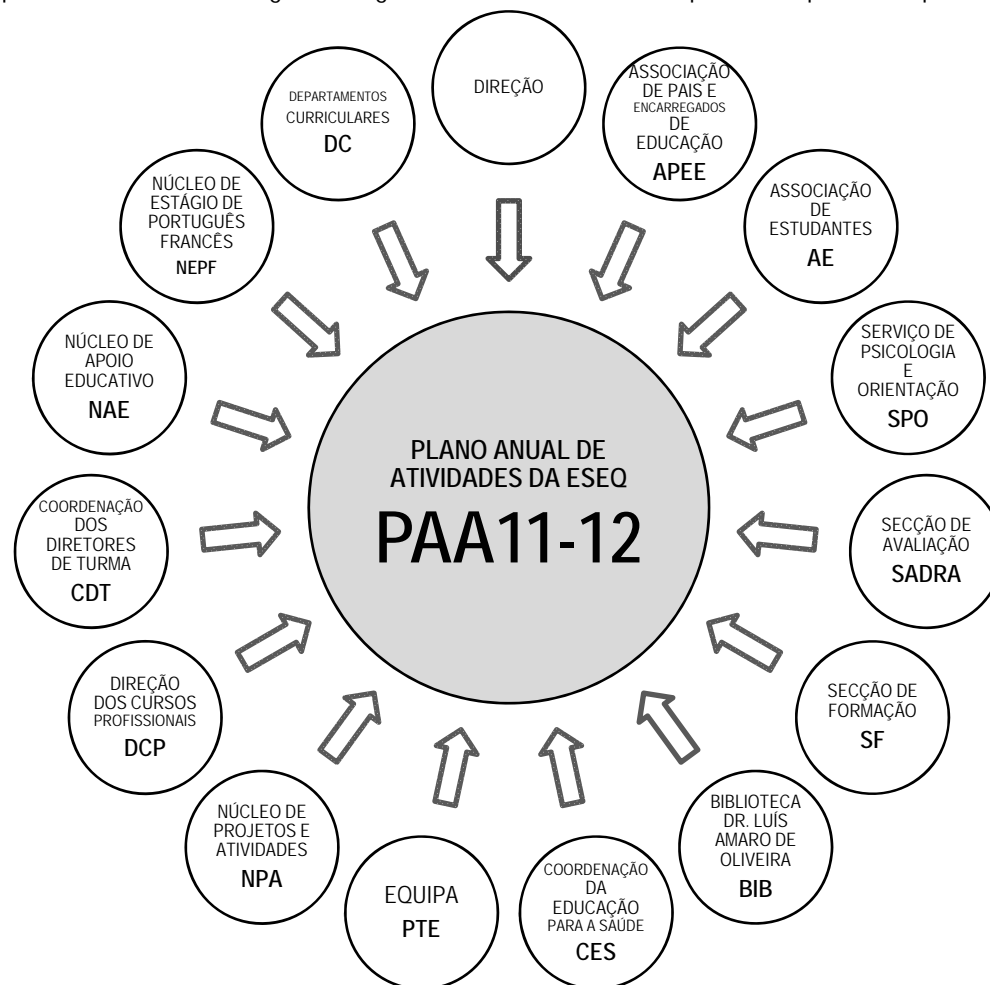 DIREÇÃO
ASSOCIAÇÃO
DE PAIS E
ENCARREGADOS
DE
EDUCAÇÃO
APEE
ASSOCIAÇÃO
DE
ESTUDANTES
AE
SERVIÇO DE
PSICOLOGIA
E
ORIENTAÇÃO
SPO
SECÇÃO DE
AVALIAÇÃO
SADRA
SECÇÃO DE
FORMAÇÃO
SF
BIBLIOTECA
DR. LUÍS
AMARO DE
OLIVEIRA
BIB
COORDENAÇÃO
DA
EDUCAÇÃO
PARA A SAÚDE
CES
EQUIPA
PTE
NÚCLEO DE
PROJETOS E
ATIVIDADES
NPA
DIREÇÃO
DOS CURSOS
PROFISSIONAIS
DCP
COORDENAÇÃO
DOS
DIRETORES
DE TURMA
CDT
NÚCLEO DE
APOIO
EDUCATIVO
NAE
NÚCLEO DE
ESTÁGIO DE
PORTUGUÊS
FRANCÊS
NEPF
DEPARTAMENTOS
CURRICULARES
DC
PLANO ANUAL DE
ATIVIDADES DA ESEQ
PAA11-12